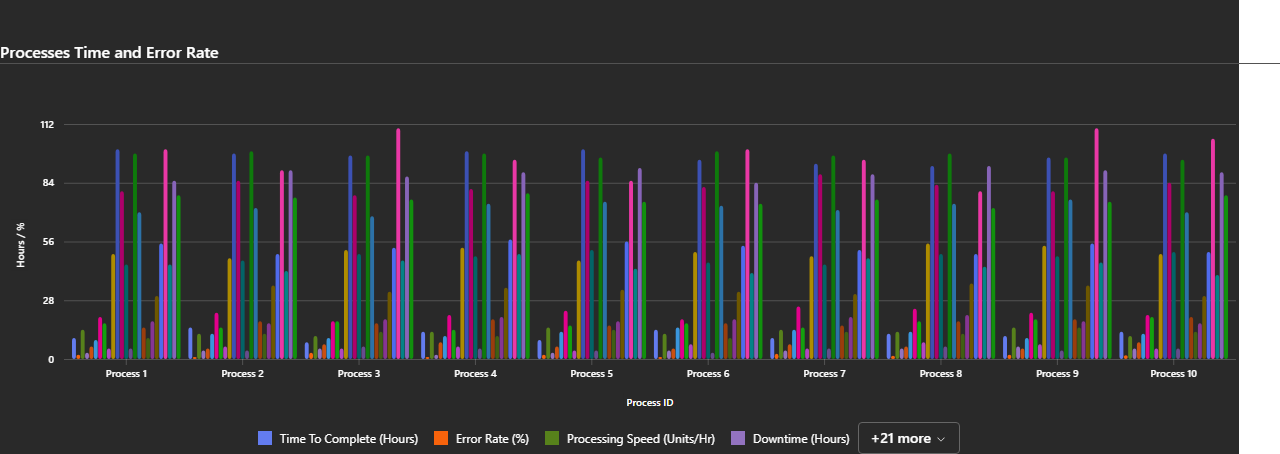 Processes Time and Error Rate
112
84
56
28
0
Hours / %
Process 1 Process 2 Process 3 Process 4 Process 5 Process 6 Process 7 Process 8 Process 9 Process 10
Process ID
Time To Complete (Hours) Error Rate (%) Processing Speed (Units/Hr) Downtime (Hours) +21 more